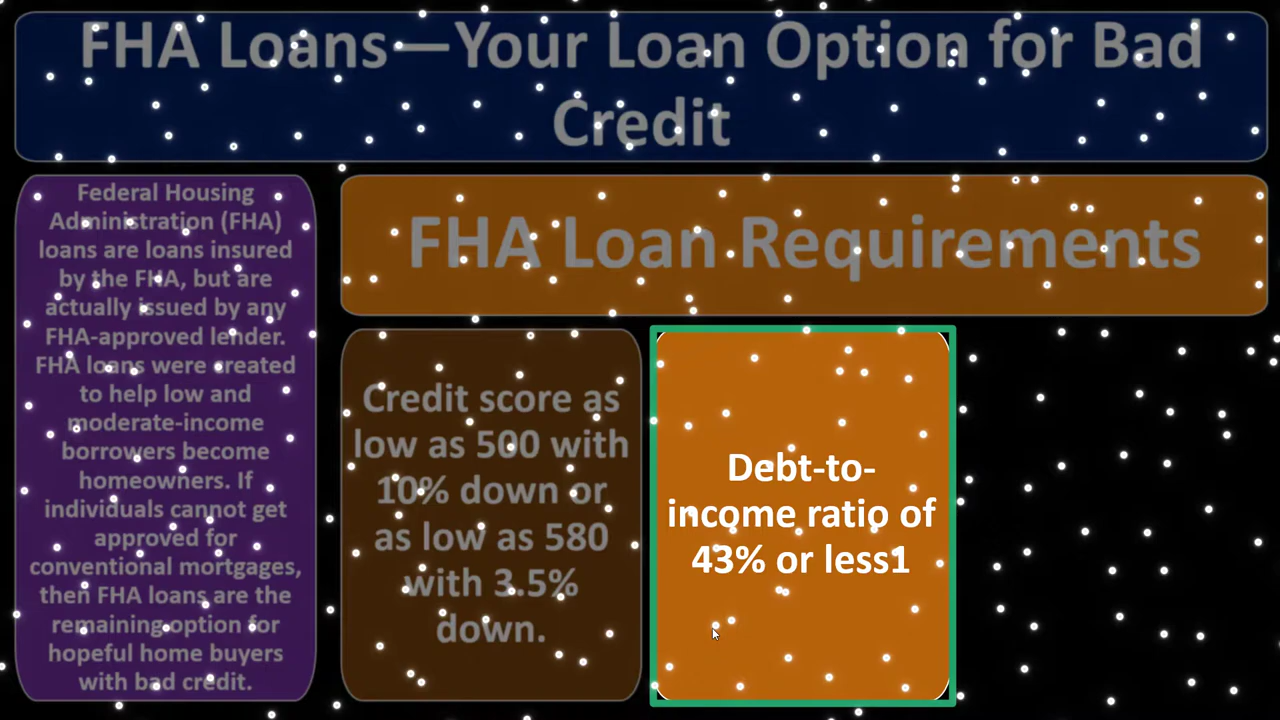 FHA Loans—Your Loan Option for Bad
Credit
Federal Housing
Administration (FHA)
loans are loans insured
by the FHA, but are
actually issued by any
FHA-approved lender.
FHA loans were created
to help low and
moderate-income
borrowers become
homeowners. If
individuals cannot get
approved for
conventional mortgages,
then FHA loans are the
remaining option for
hopeful home buyers
with bad credit.
FHA Loan Requirements
Credit score as
low as 500 with
10% down or
as low as 580
with 3.5%
down.
Debt-to-
income ratio of
43% or less1